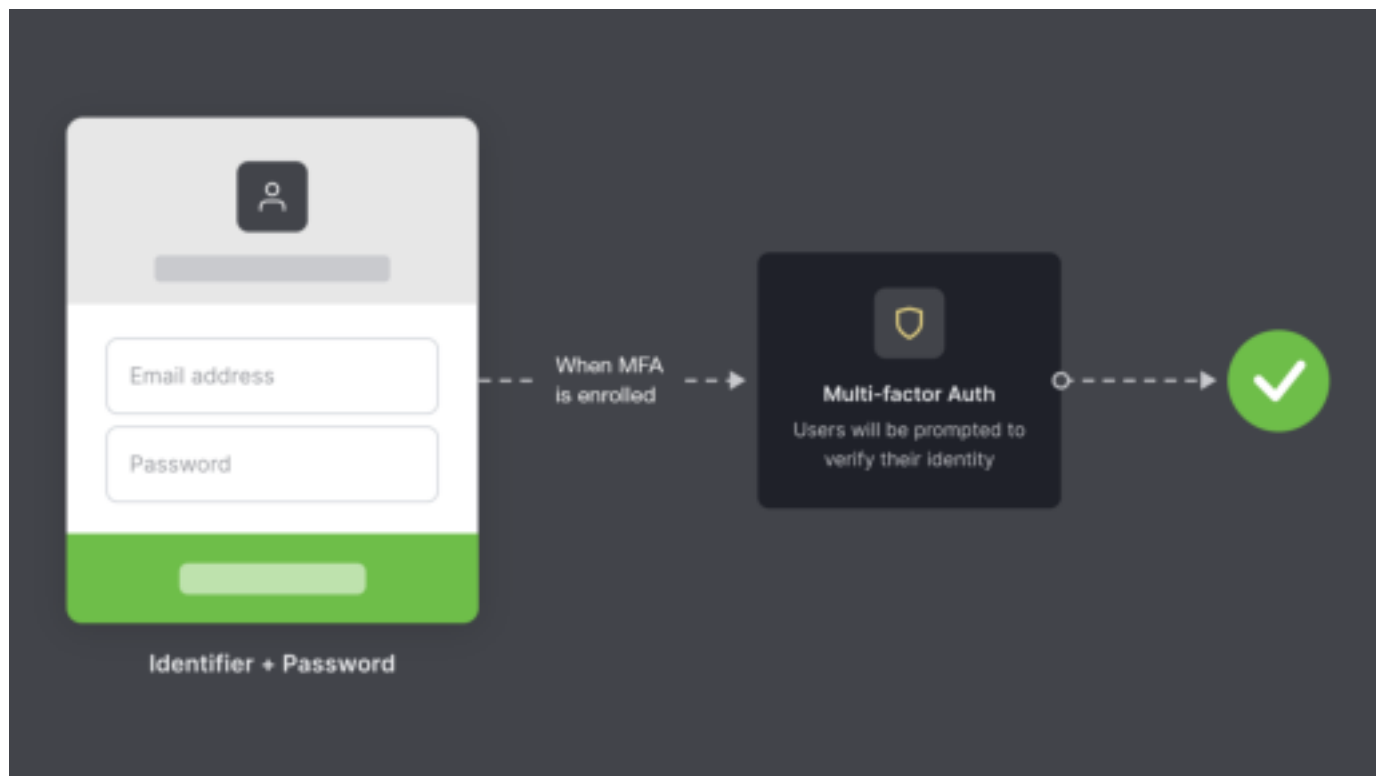 Email address
Password
Identifier + Password
When MFA
is enrolled
Multi-factor Auth
Users will be prompted to
verify their identity